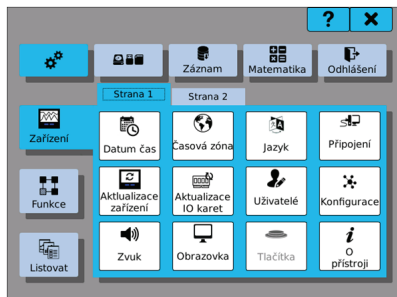 ?
Záznam
Matematika
Odhlášení
Strana 1
Strana 2
Zařízení
Datum čas
Časová zóna
Jazyk
Připojení
Funkce
Aktlualizace
zařízení
Aktualizace
IO karet
Uživatelé
Konfigurace
Listovat
Zvuk
Obrazovka
Tlačítka
O
přístroji